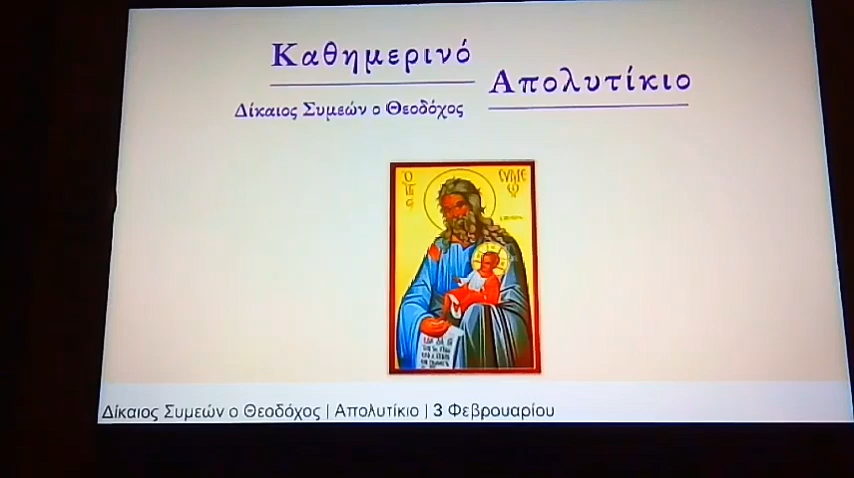 Καθημερινό
Απολυτίκιο
Δίκαιος Συμεών ο Θεοδόχος
Δίκαιος Συμεών ο Θεοδόχος | Απολυτίκιο | 3 Φεβρουαρίου